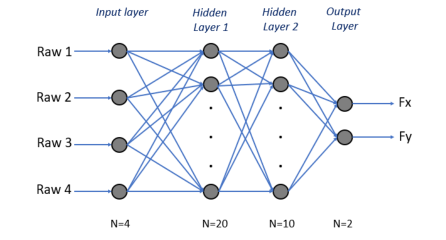 Input layer
Hidden
Layer 1
Hidden
Layer 2
Output
Layer
Raw 1
Raw 2
Raw 3
Raw 4
Fx
Fy
N=4
N=20
N=10
N=2